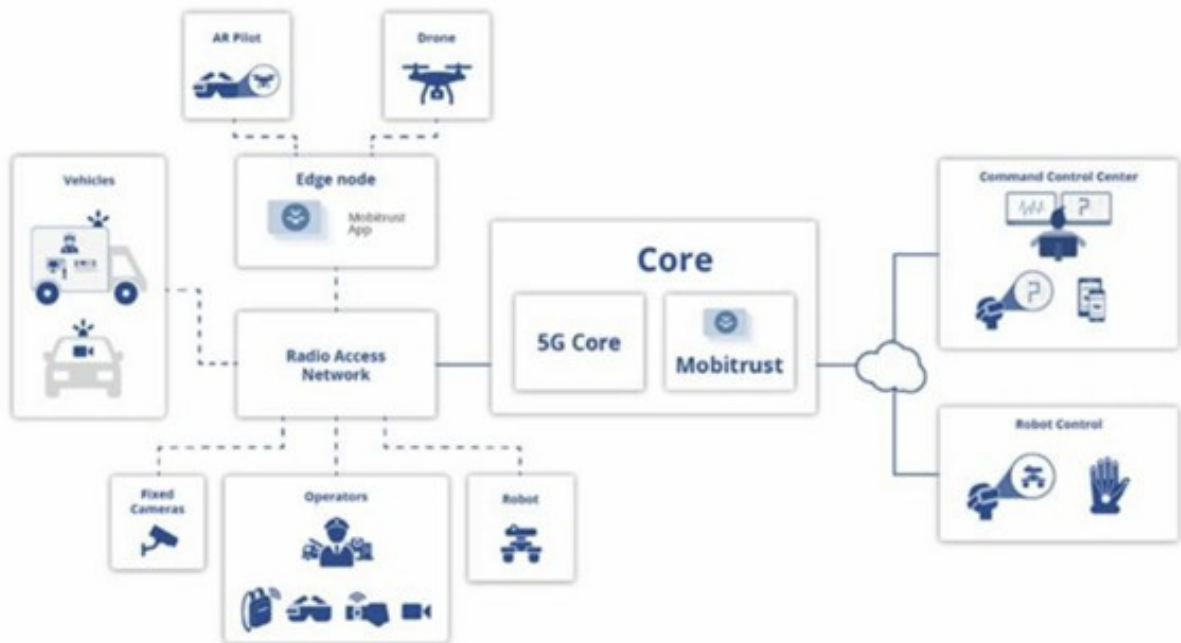 AR Pilot
Drone
Vehicles
Edge node
Mobitrust
App
Command Control Center
Core
5G Core
Mobitrust
Radio Access
Network
Robot Control
Fixed
Cameras
Operators
Robot